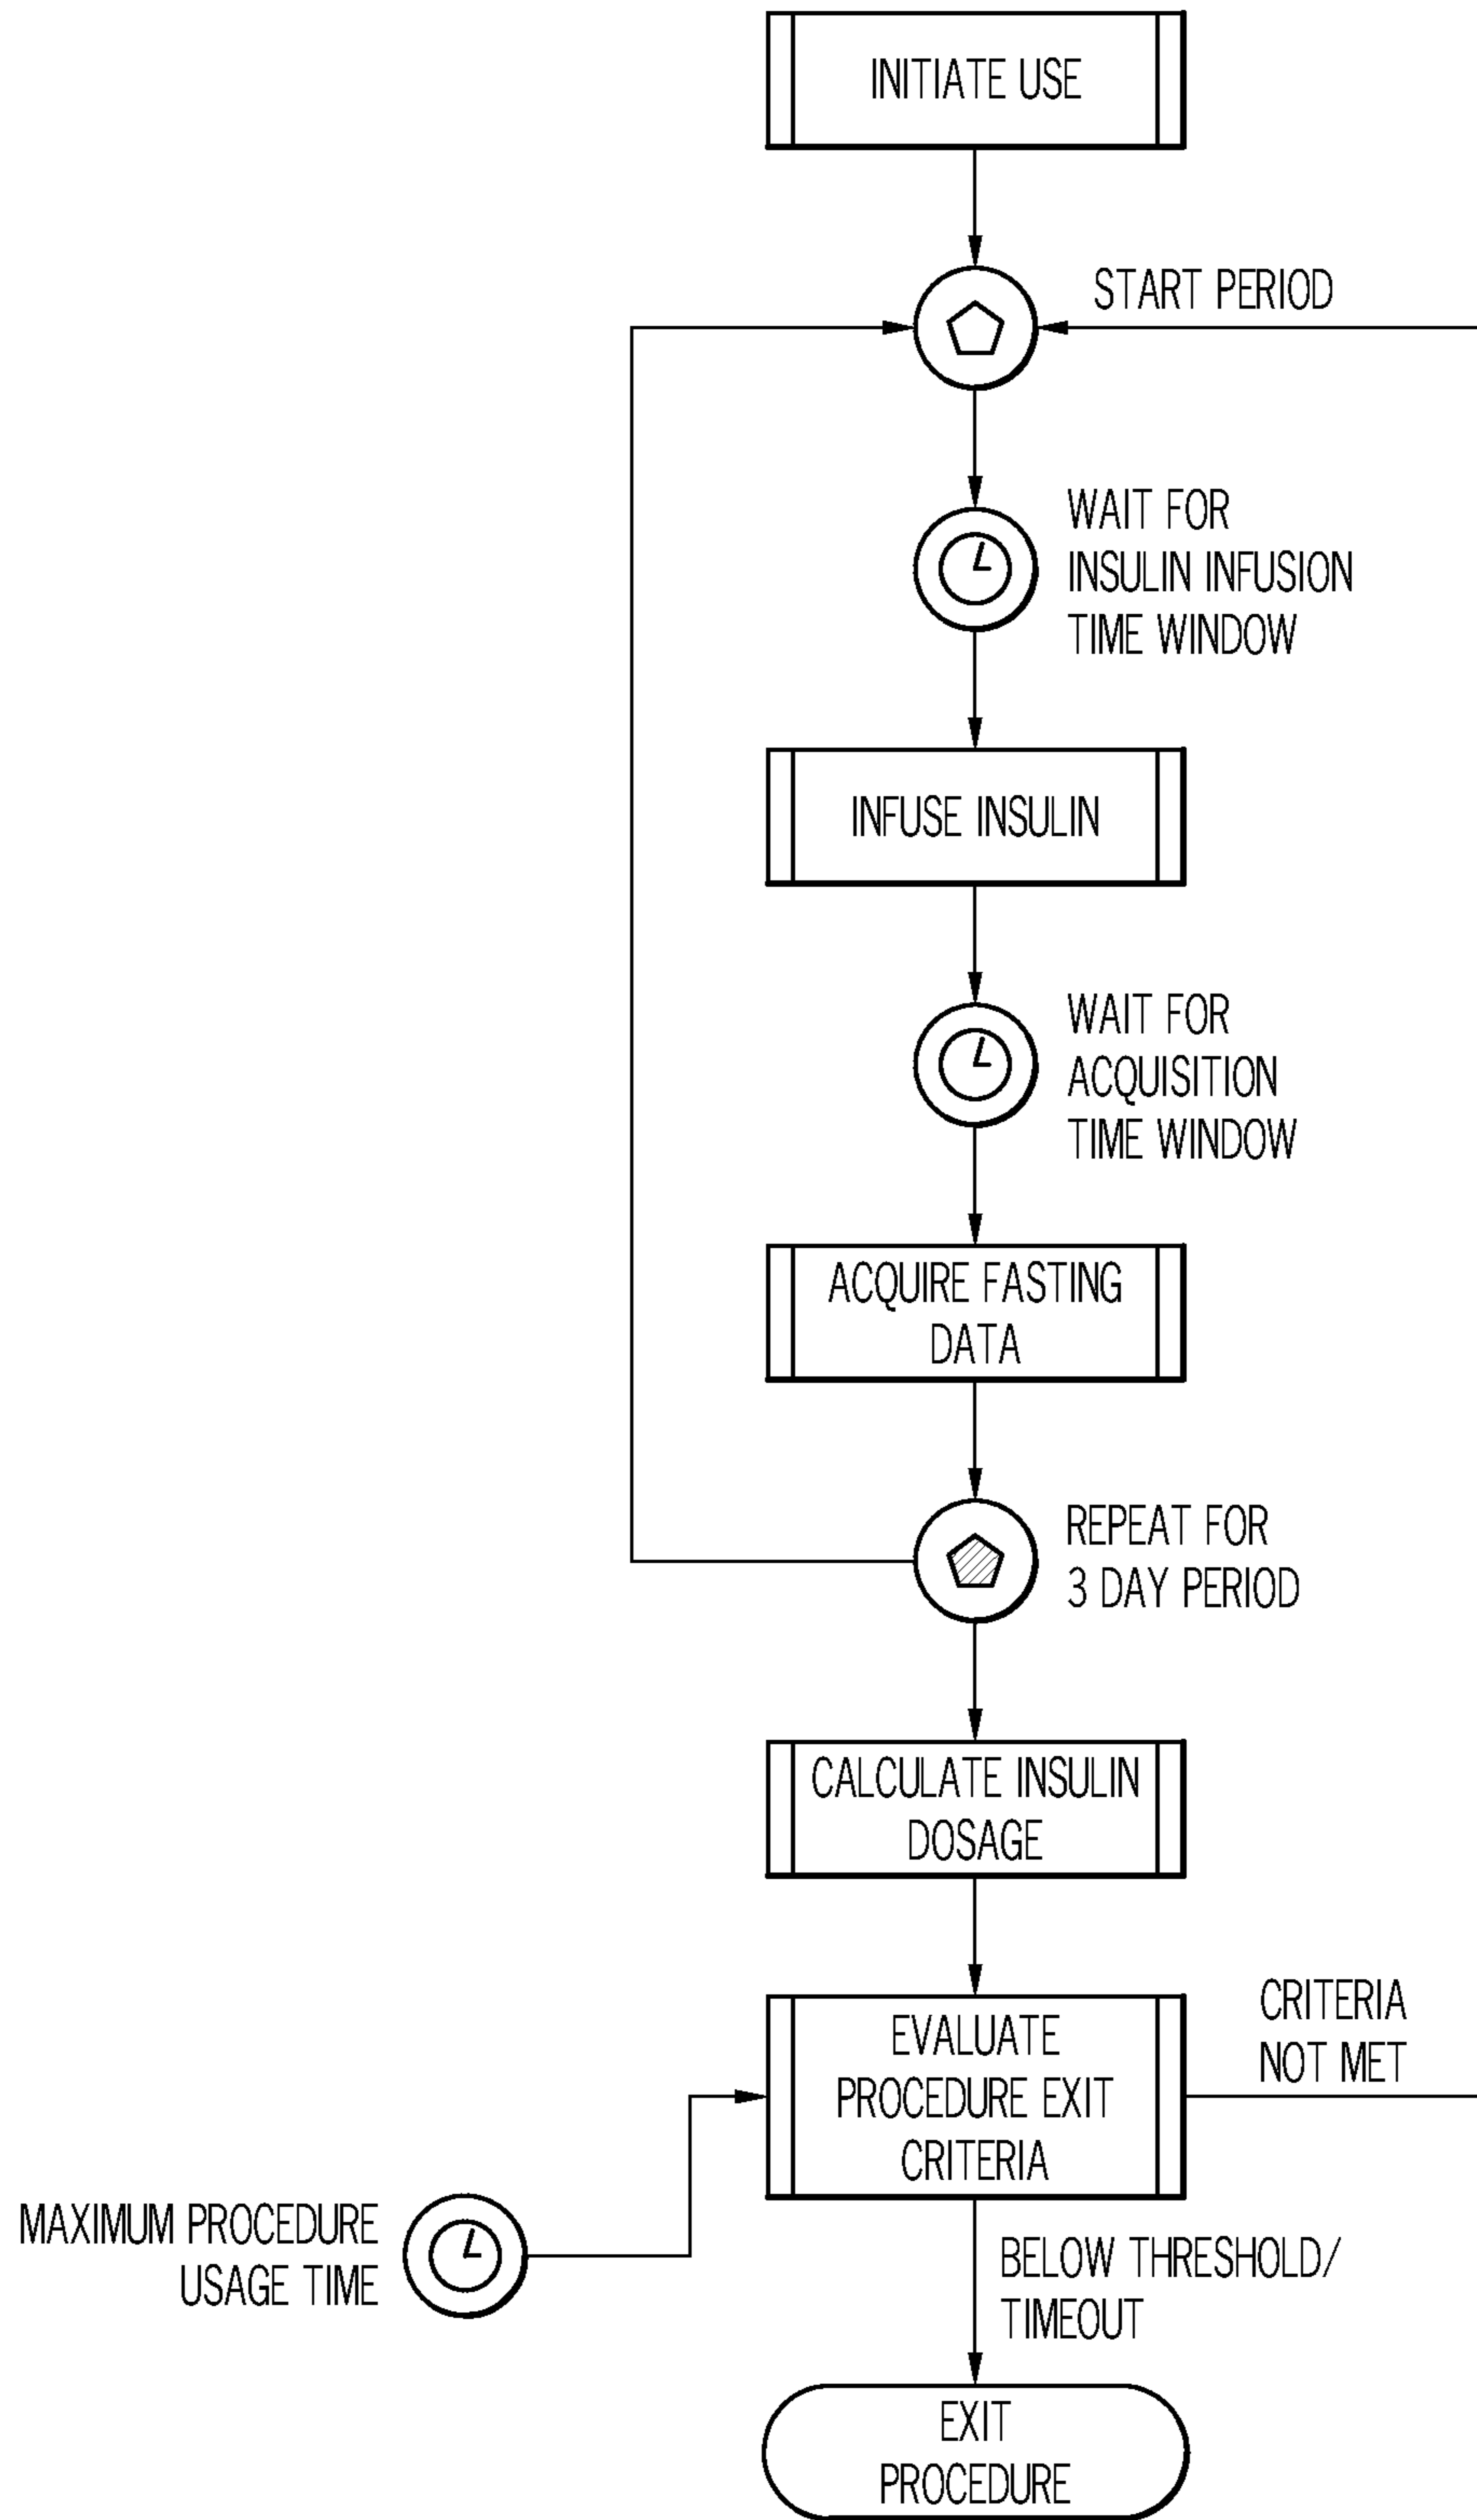 INITIATE USE
START PERIOD
WAIT FOR
INSULIN INFUSION
TIME WINDOW
INFUSE INSULIN
WAIT FOR
ACQUISITION
TIME WINDOW
ACQUIRE FASTING
DATA
REPEAT FOR
3 DAY PERIOD
CALCULATE INSULIN
DOSAGE
EVALUATE
PROCEDURE EXIT
CRITERIA
CRITERIA
NOT MET
MAXIMUM PROCEDURE
USAGE TIME
BELOW THRESHOLD/
TIMEOUT
EXIT
PROCEDURE